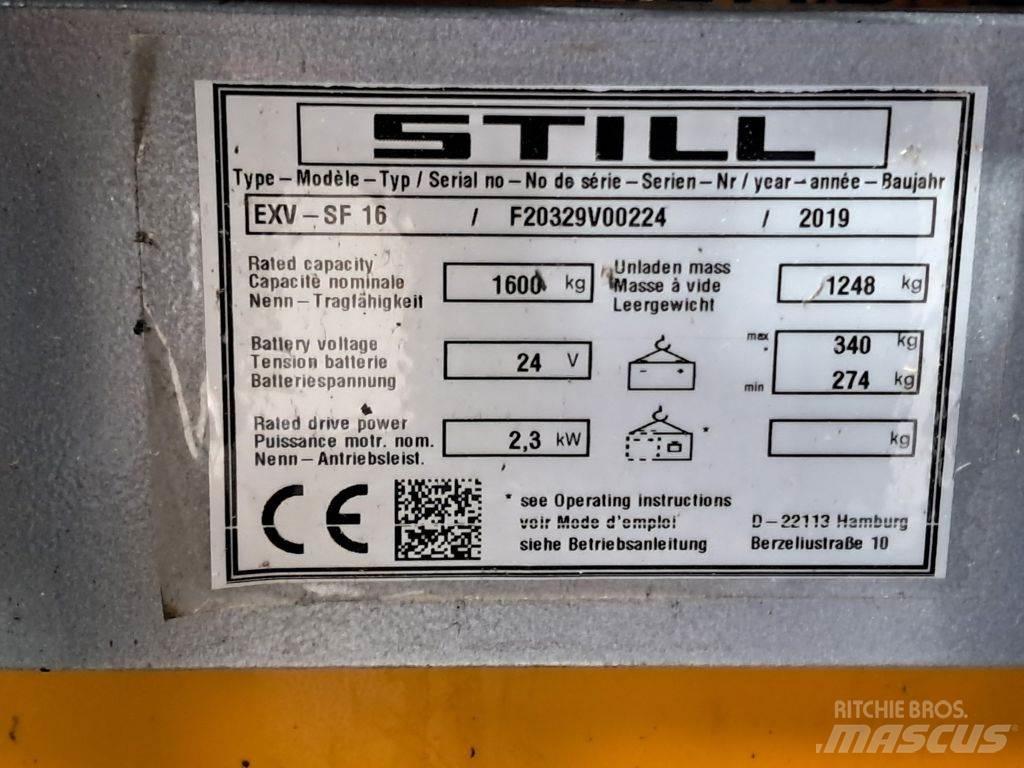 STILL
Type – Modèle – Typ / Serial no – No de série – Serien – Nr / year – année – Baujahr
EXV – SF 16 / F20329V00224 / 2019
Rated capacity
Capacitè nominale
Nenn – Tragfähigkeit
1600 kg
Unladen mass
Masse à vide
Leergewicht
1248 kg
Battery voltage
Tension batterie
Batteriespannung
24 V
max 340 kg
*
min 274 kg
Rated drive power
Puissance motr. nom.
Nenn – Antriebsleist.
2,3 kW
* kg
CE
* see Operating instructions
voir Mode d'emploi
siehe Betriebsanleitung
D – 22113 Hamburg
Berzeliustraße 10
RITCHIE BROS.
MASCUS